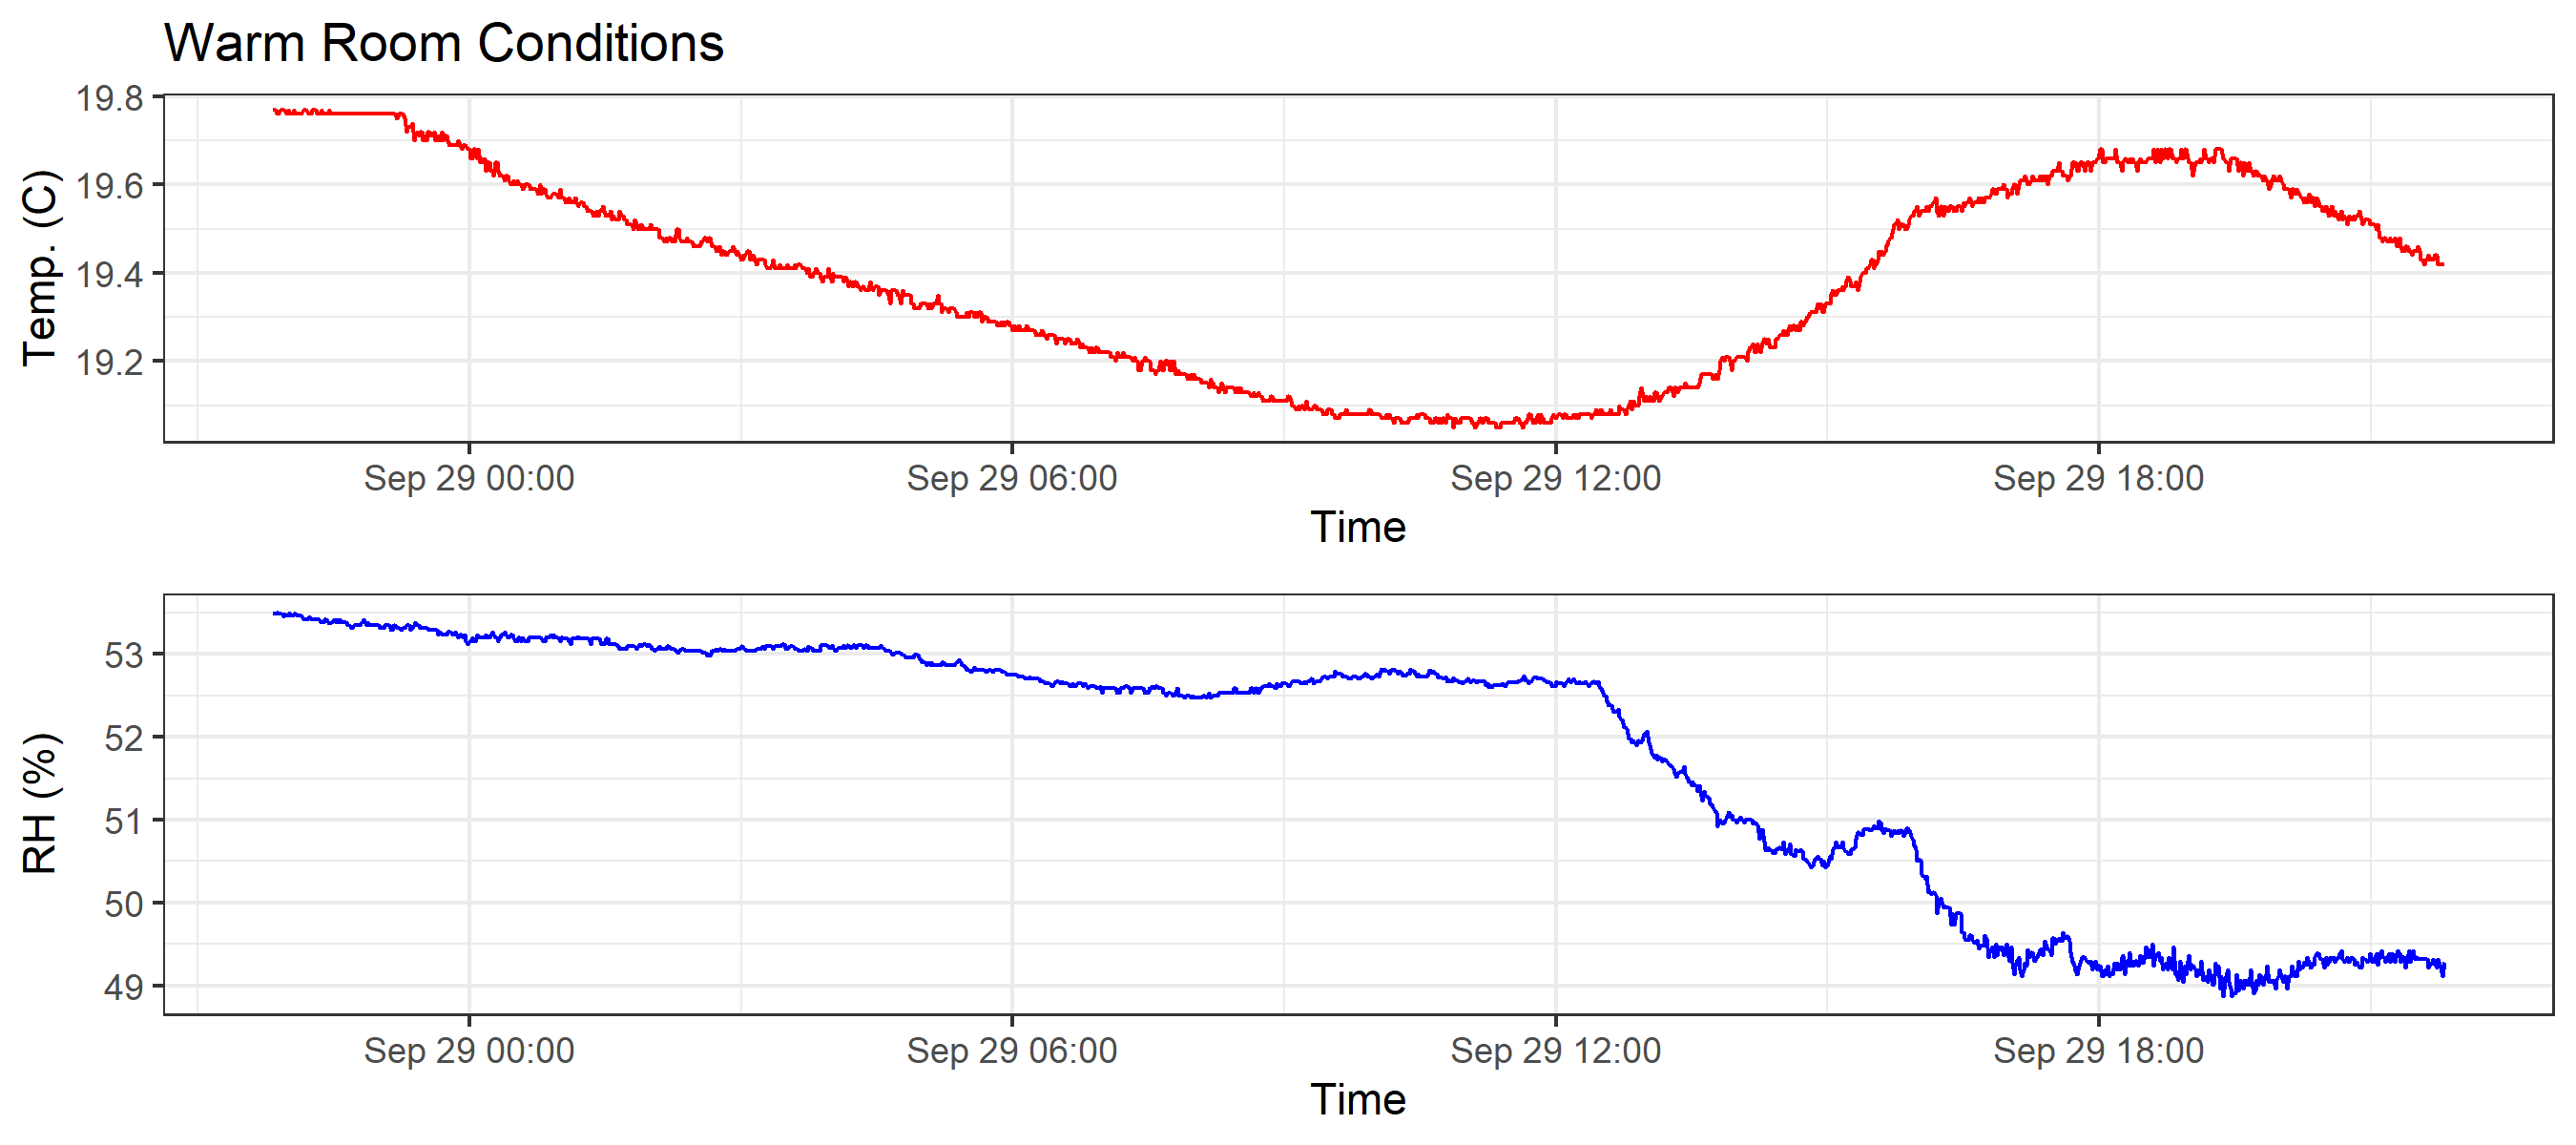 Warm Room Conditions
Temp. (C)
19.8
19.6
19.4
19.2
Sep 29 00:00 Sep 29 06:00 Sep 29 12:00 Sep 29 18:00
Time
RH (%)
53
52
51
50
49
Sep 29 00:00 Sep 29 06:00 Sep 29 12:00 Sep 29 18:00
Time